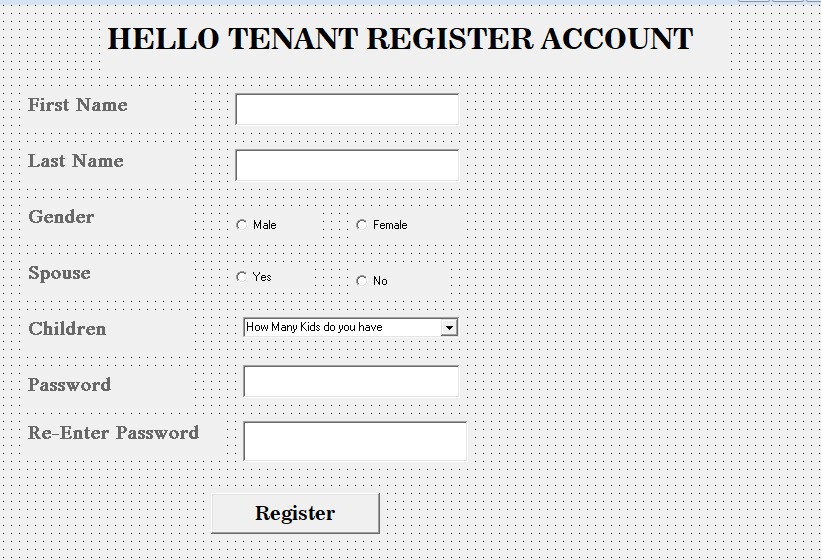 HELLO TENANT REGISTER ACCOUNT
First Name
Last Name
Gender
Male Female
Spouse
Yes No
Children
How Many Kids do you have
Password
Re-Enter Password
Register